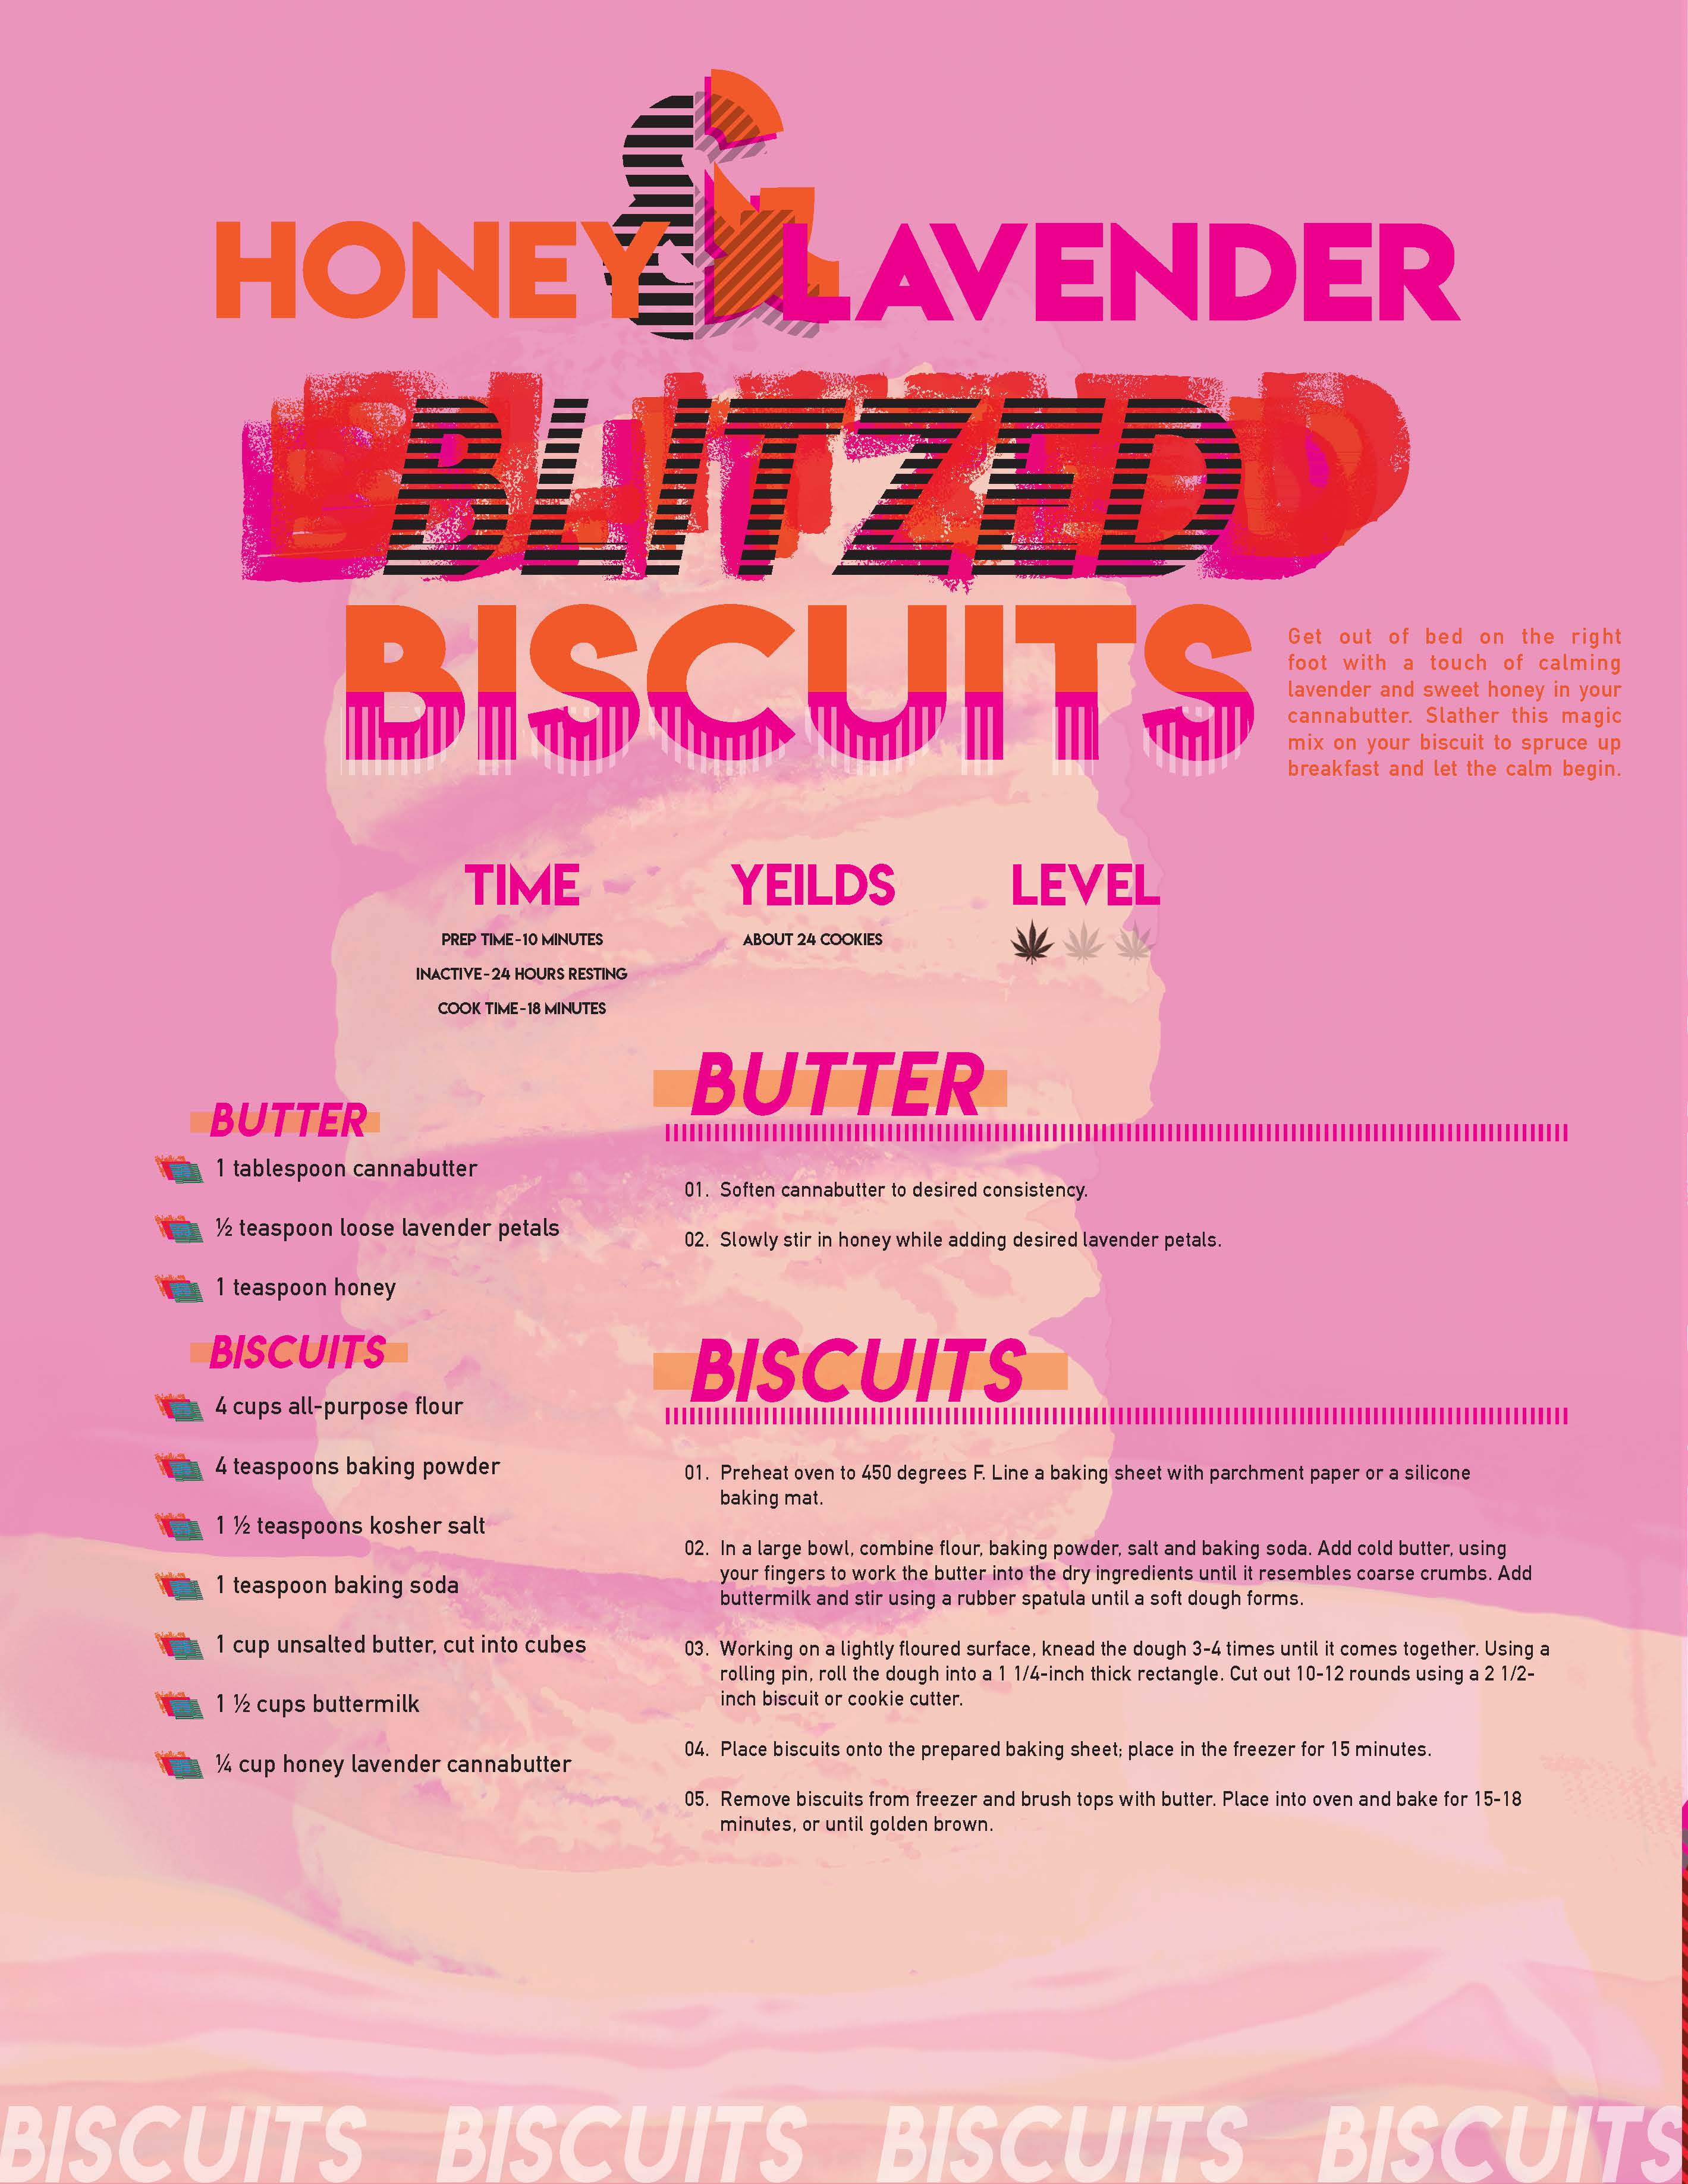 HONEY & LAVENDER
BLITZED
BISCUITS
Get out of bed on the right
foot with a touch of calming
lavender and sweet honey in your
cannabutter. Slather this magic
mix on your biscuit to spruce up
breakfast and let the calm begin.
TIME
PREP TIME-10 MINUTES
INACTIVE-24 HOURS RESTING
COOK TIME-18 MINUTES
YEILDS
ABOUT 24 COOKIES
LEVEL
BUTTER
1 tablespoon cannabutter
½ teaspoon loose lavender petals
1 teaspoon honey
BISCUITS
4 cups all-purpose flour
4 teaspoons baking powder
1 ½ teaspoons kosher salt
1 teaspoon baking soda
1 cup unsalted butter, cut into cubes
1 ½ cups buttermilk
¼ cup honey lavender cannabutter
BUTTER
01. Soften cannabutter to desired consistency.
02. Slowly stir in honey while adding desired lavender petals.
BISCUITS
01. Preheat oven to 450 degrees F. Line a baking sheet with parchment paper or a silicone
baking mat.
02. In a large bowl, combine flour, baking powder, salt and baking soda. Add cold butter, using
your fingers to work the butter into the dry ingredients until it resembles coarse crumbs. Add
buttermilk and stir using a rubber spatula until a soft dough forms.
03. Working on a lightly floured surface, knead the dough 3-4 times until it comes together. Using a
rolling pin, roll the dough into a 1 1/4-inch thick rectangle. Cut out 10-12 rounds using a 2 1/2-
inch biscuit or cookie cutter.
04. Place biscuits onto the prepared baking sheet; place in the freezer for 15 minutes.
05. Remove biscuits from freezer and brush tops with butter. Place into oven and bake for 15-18
minutes, or until golden brown.
BISCUITS BISCUITS BISCUITS BISCUITS